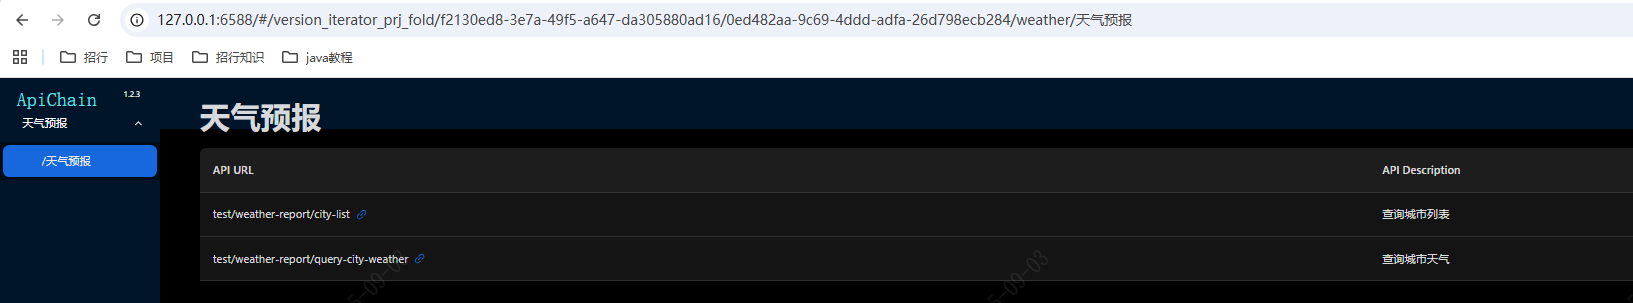 127.0.0.1:6588/#/version_iterator_prj_fold/f2130ed8-3e7a-49f5-a647-da305880ad16/0ed482aa-9c69-4ddd-adfa-26d798ecb284/weather/天气预报
招行 项目 招行知识 java教程
ApiChain 1.2.3
天气预报
/天气预报
天气预报
API URL API Description
test/weather-report/city-list 查询城市列表
test/weather-report/query-city-weather 查询城市天气